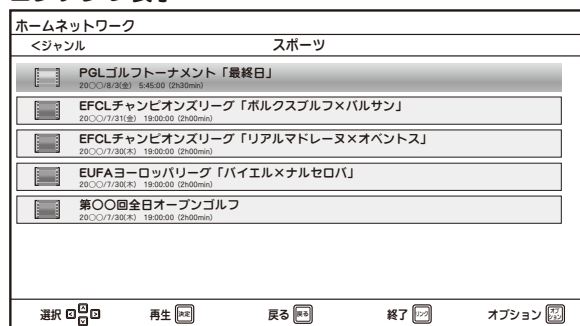 ホームネットワーク
<ジャンル スポーツ
PGLゴルフトーナメント「最終日」
20○○/8/3(金) 5:45:00 (2h30min)
EFCLチャンピオンズリーグ「ボルクスブルフ×バルサン」
20○○/7/31(金) 19:00:00 (2h00min)
EFCLチャンピオンズリーグ「リアルマドレーヌ×オベントス」
20○○/7/30(木) 19:00:00 (2h00min)
EUFAヨーロッパリーグ「バイエル×ナルセロバ」
20○○/7/30(木) 19:00:00 (2h00min)
第○○回全日本オープンゴルフ
20○○/7/30(木) 19:00:00 (2h00min)
選択 再生 決定 戻る 戻る 終了 リンク オプション オプション